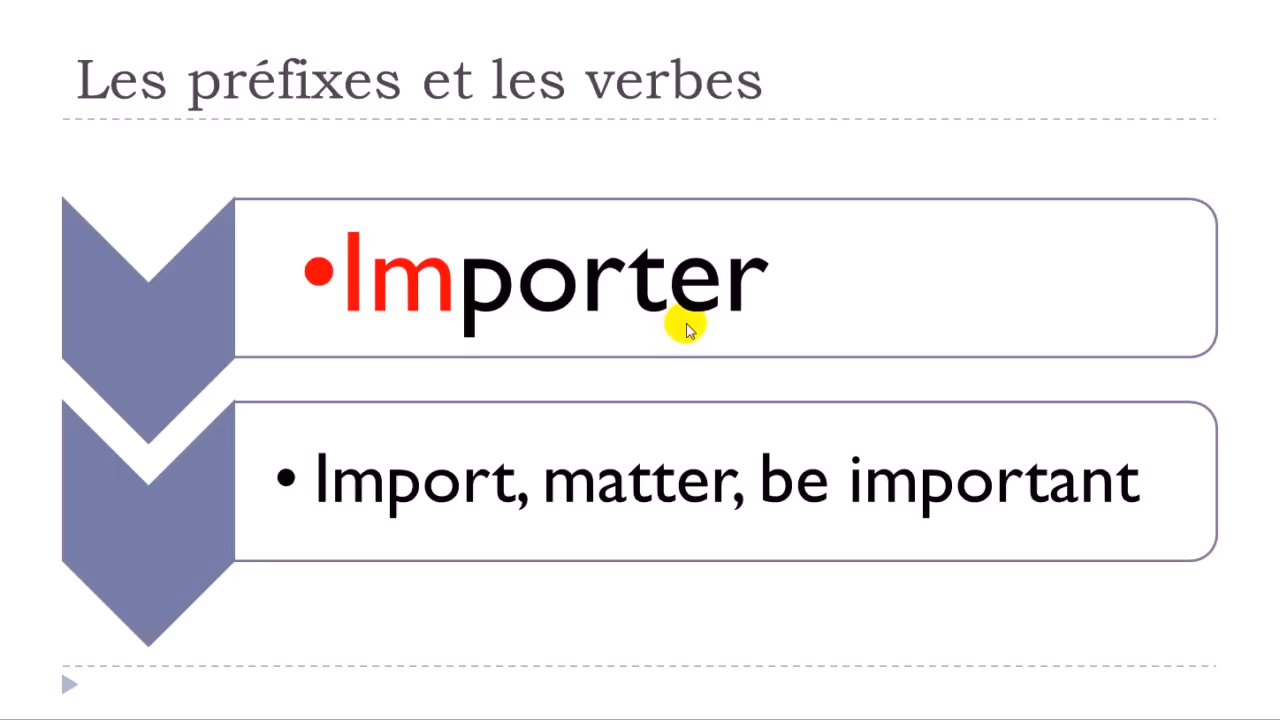 Les préfixes et les verbes
•Importer
• Import, matter, be important